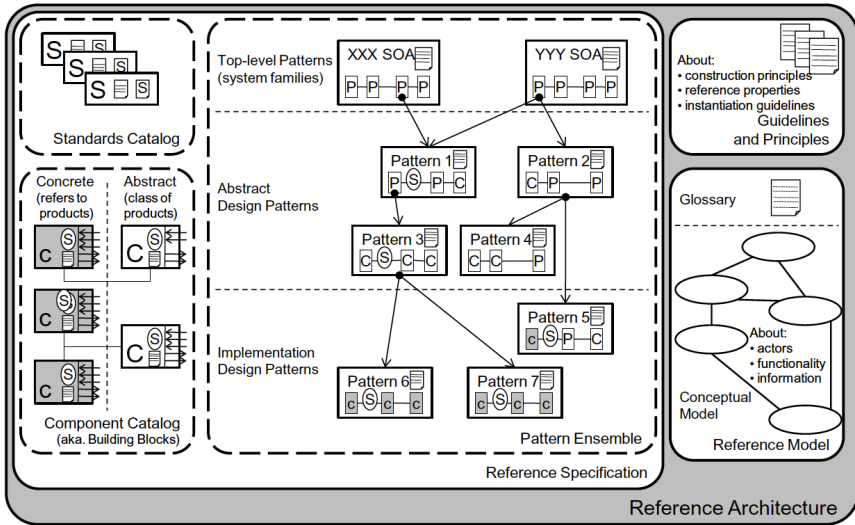 S
S
S S
Standards Catalog
Concrete
(refers to
products)
Abstract
(class of
products)
S
C
S
C
S
C
S
C
S
C
Component Catalog
(aka. Building Blocks)
Top-level Patterns
(system families)
XXX SOA
P P P P
YYY SOA
P P P P
Abstract
Design Patterns
Pattern 1
P S P C
Pattern 2
C P P
Pattern 3
C S C C
Pattern 4
C C P
Implementation
Design Patterns
Pattern 5
c S P C
Pattern 6
c S c c
Pattern 7
c S c c
Pattern Ensemble
Reference Specification
About:
• construction principles
• reference properties
• instantiation guidelines
Guidelines
and Principles
Glossary
About:
• actors
• functionality
• information
Conceptual
Model
Reference Model
Reference Architecture